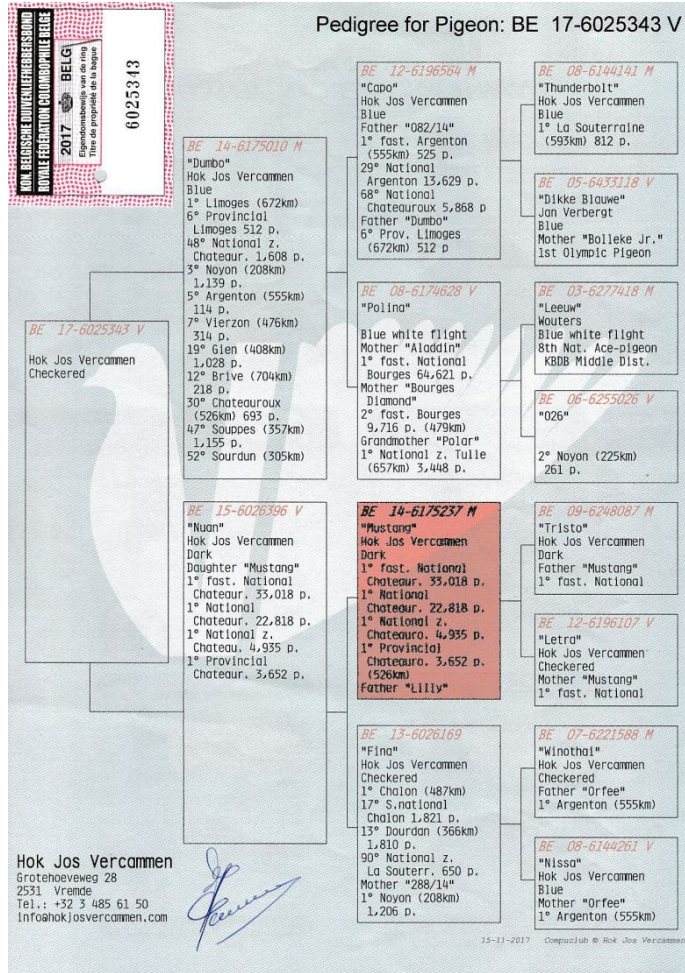 Pedigree for Pigeon: BE 17-6025343 V
KON. BELGISCHE DUIVENLIEFHEBBERSBOND
ROYALE FEDERATION COLOMBOPHILE BELGE
2017 BELG
Eigendomsbewijs van de ring
Titre de propriété de la bague
6025343
BE 17-6025343 V
Hok Jos Vercammen
Checkered
BE 14-6175010 M
"Dumbo"
Hok Jos Vercammen
Blue
1° Limoges (672km)
6° Provincial
Limoges 512 p.
48° National z.
Chateaur. 1,608 p.
3° Noyon (208km)
1,139 p.
5° Argenton (555km)
114 p.
7° Vierzon (476km)
314 p.
19° Gien (408km)
1,028 p.
12° Brive (704km)
218 p.
30° Chateauroux
(526km) 693 p.
47° Souppes (357km)
1,155 p.
52° Sourdun (305km)
BE 15-6026396 V
"Nuan"
Hok Jos Vercammen
Dark
Daughter "Mustang"
1° fast. National
Chateaur. 33,018 p.
1° National
Chateaur. 22,818 p.
1° National z.
Chateau. 4,935 p.
1° Provincial
Chateaur. 3,652 p.
BE 12-6196564 M
"Capo"
Hok Jos Vercammen
Blue
Father "082/14"
1° fast. Argenton
(555km) 525 p.
29° National
Argenton 13,629 p.
68° National
Chateauroux 5,868 p
Father "Dumbo"
6° Prov. Limoges
(672km) 512 p
BE 08-6174628 V
"Polina"
Blue white flight
Mother "Aladdin"
1° fast. National
Bourges 64,621 p.
Mother "Bourges
Diamond"
2° fast. Bourges
9,716 p. (479km)
Grandmother "Polar"
1° National z. Tulle
(657km) 3,448 p.
BE 14-6175237 M
"Mustang"
Hok Jos Vercammen
Dark
1° fast. National
Chateaur. 33,018 p.
1° National
Chateaur. 22,818 p.
1° National z.
Chateauro. 4,935 p.
1° Provincial
Chateauro. 3,652 p.
(526km)
Father "Lilly"
BE 13-6026169
"Fina"
Hok Jos Vercammen
Checkered
1° Chalon (487km)
17° S.national
Chalon 1,821 p.
13° Dourdan (366km)
1,810 p.
90° National z.
La Souterr. 650 p.
Mother "288/14"
1° Noyon (208km)
1,206 p.
BE 08-6144141 M
"Thunderbolt"
Hok Jos Vercammen
Blue
1° La Souterraine
(593km) 812 p.
BE 05-6433118 V
"Dikke Blauwe"
Jan Verbergt
Blue
Mother "Bolleke Jr."
1st Olympic Pigeon
BE 03-6277418 M
"Leeuw"
Wouters
Blue white flight
8th Nat. Ace-pigeon
KBDB Middle Dist.
BE 06-6255026 V
"026"
2° Noyon (225km)
261 p.
BE 09-6248087 M
"Tristo"
Hok Jos Vercammen
Dark
Father "Mustang"
1° fast. National
BE 12-6196107 V
"Letra"
Hok Jos Vercammen
Checkered
Mother "Mustang"
1° fast. National
BE 07-6221588 M
"Winothai"
Hok Jos Vercammen
Checkered
Father "Orfee"
1° Argenton (555km)
BE 08-6144261 V
"Nissa"
Hok Jos Vercammen
Blue
Mother "Orfee"
1° Argenton (555km)
Hok Jos Vercammen
Grotehoeveweg 28
2531 Vremde
Tel.: +32 3 485 61 50
info@hokjosvercammen.com
15-11-2017 Compuclub © Hok Jos Vercammen